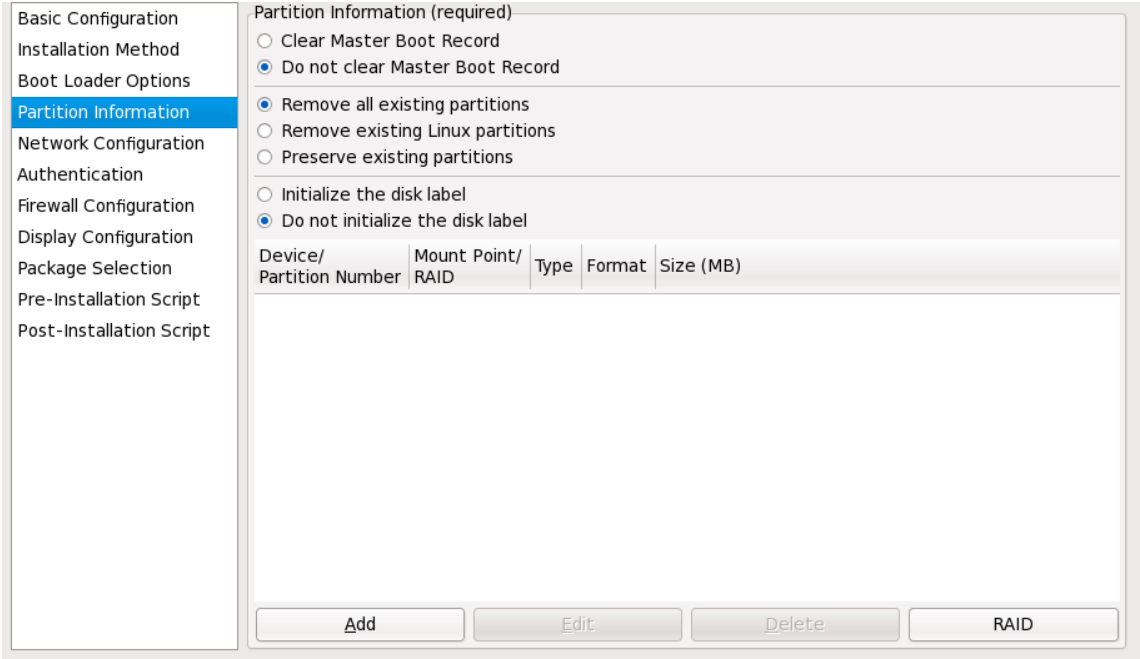 Basic Configuration
Installation Method
Boot Loader Options
Partition Information
Network Configuration
Authentication
Firewall Configuration
Display Configuration
Package Selection
Pre-Installation Script
Post-Installation Script
Partition Information (required)
Clear Master Boot Record
Do not clear Master Boot Record
Remove all existing partitions
Remove existing Linux partitions
Preserve existing partitions
Initialize the disk label
Do not initialize the disk label
Device/
Partition Number
Mount Point/
RAID
Type
Format
Size (MB)
Add
Edit
Delete
RAID